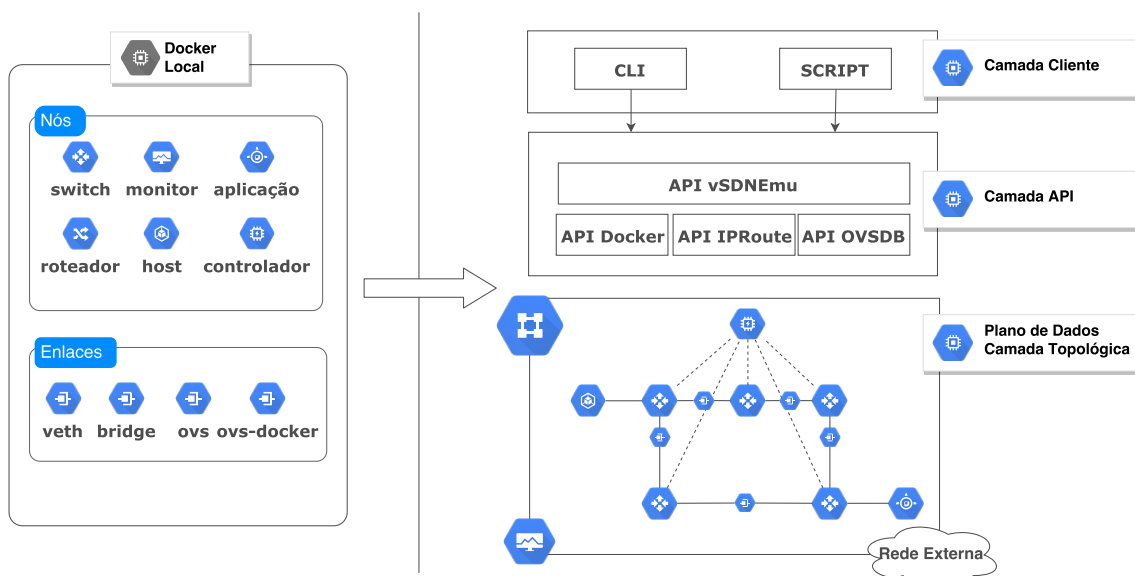 Docker
Local
Nós
switch
monitor
aplicação
roteador
host
controlador
Enlaces
veth
bridge
ovs
ovs-docker
CLI
SCRIPT
Camada Cliente
API vSDNEmu
API Docker
API IPRoute
API OVSDB
Camada API
Plano de Dados
Camada Topológica
Rede Externa